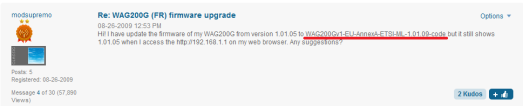 modsupremo
Re: WAG200G (FR) firmware upgrade
Options
08-26-2009 12:53 PM
Hi! I have update the firmware of my WAG200G from version 1.01.05 to WAG200Gv1-EU-AnnexA-ETSI-ML-1.01.09-code but it still shows
1.01.05 when I access the http://192.168.1.1 on my web browser. Any suggestions?
Posts: 5
Registered: 08-26-2009
Message 4 of 30 (57,890
Views)
2 Kudos